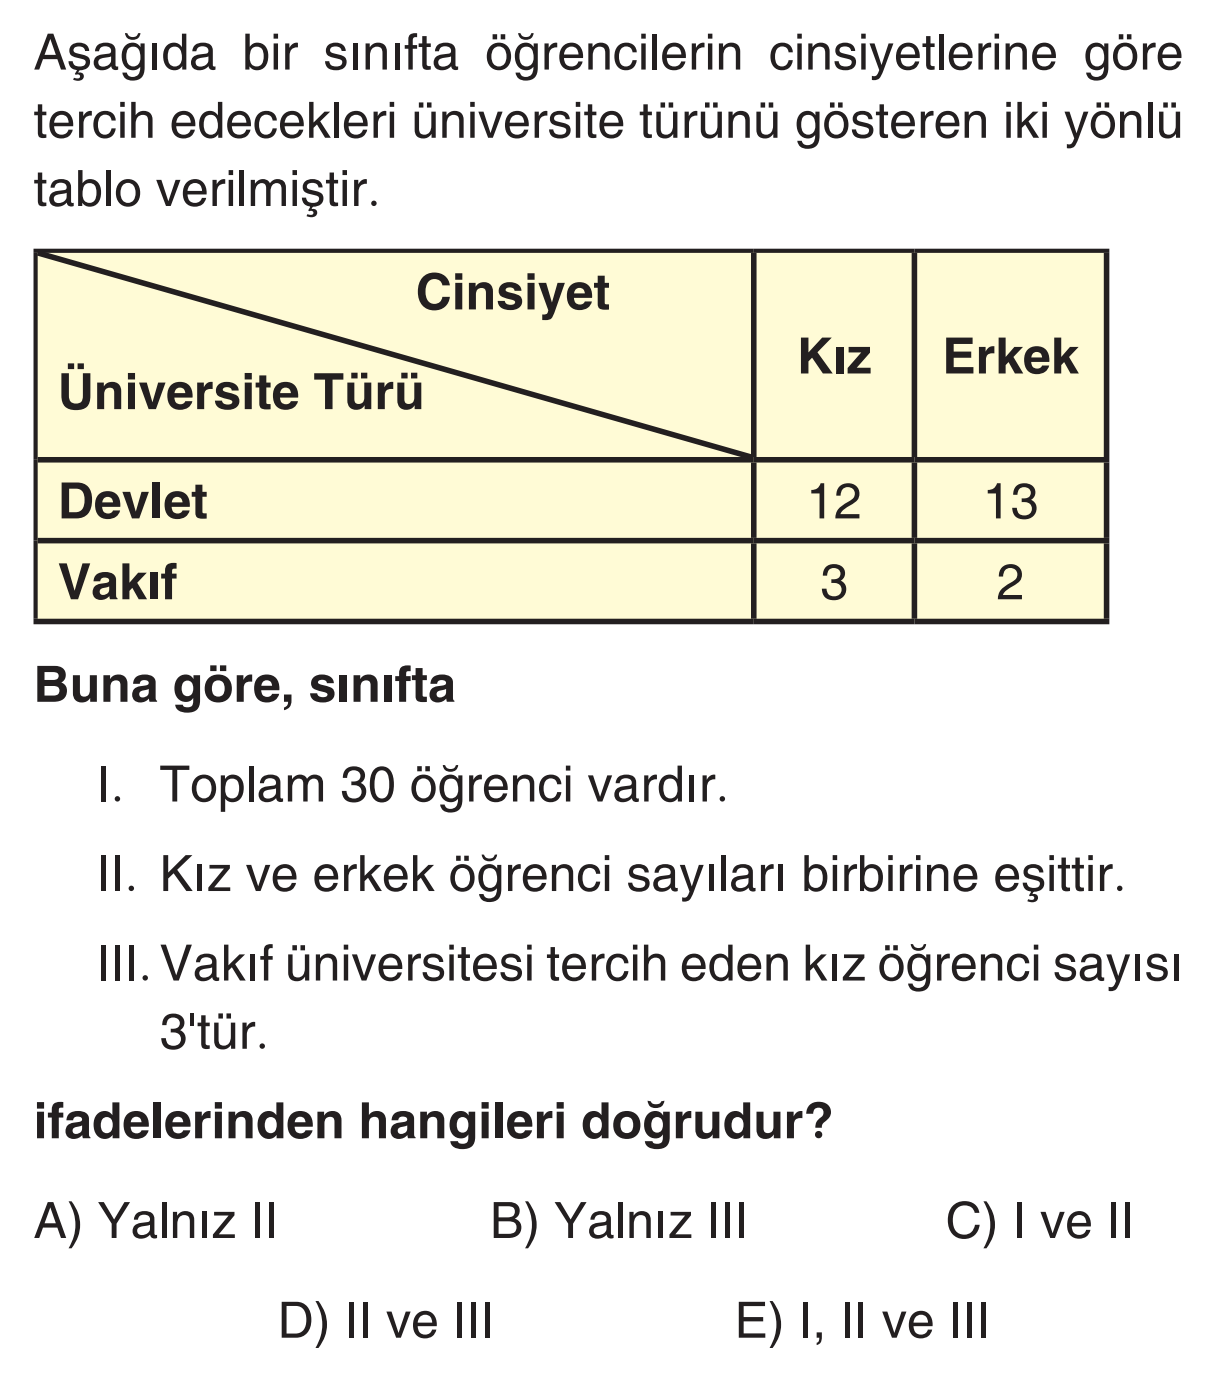 Aşağıda bir sınıfta öğrencilerin cinsiyetlerine göre
tercih edecekleri üniversite türünü gösteren iki yönlü
tablo verilmiştir.
Cinsiyet
Üniversite Türü
Kız Erkek
Devlet 12 13
Vakıf 3 2
Buna göre, sınıfta
I. Toplam 30 öğrenci vardır.
II. Kız ve erkek öğrenci sayıları birbirine eşittir.
III. Vakıf üniversitesi tercih eden kız öğrenci sayısı
3'tür.
ifadelerinden hangileri doğrudur?
A) Yalnız II B) Yalnız III C) I ve II
D) II ve III E) I, II ve III